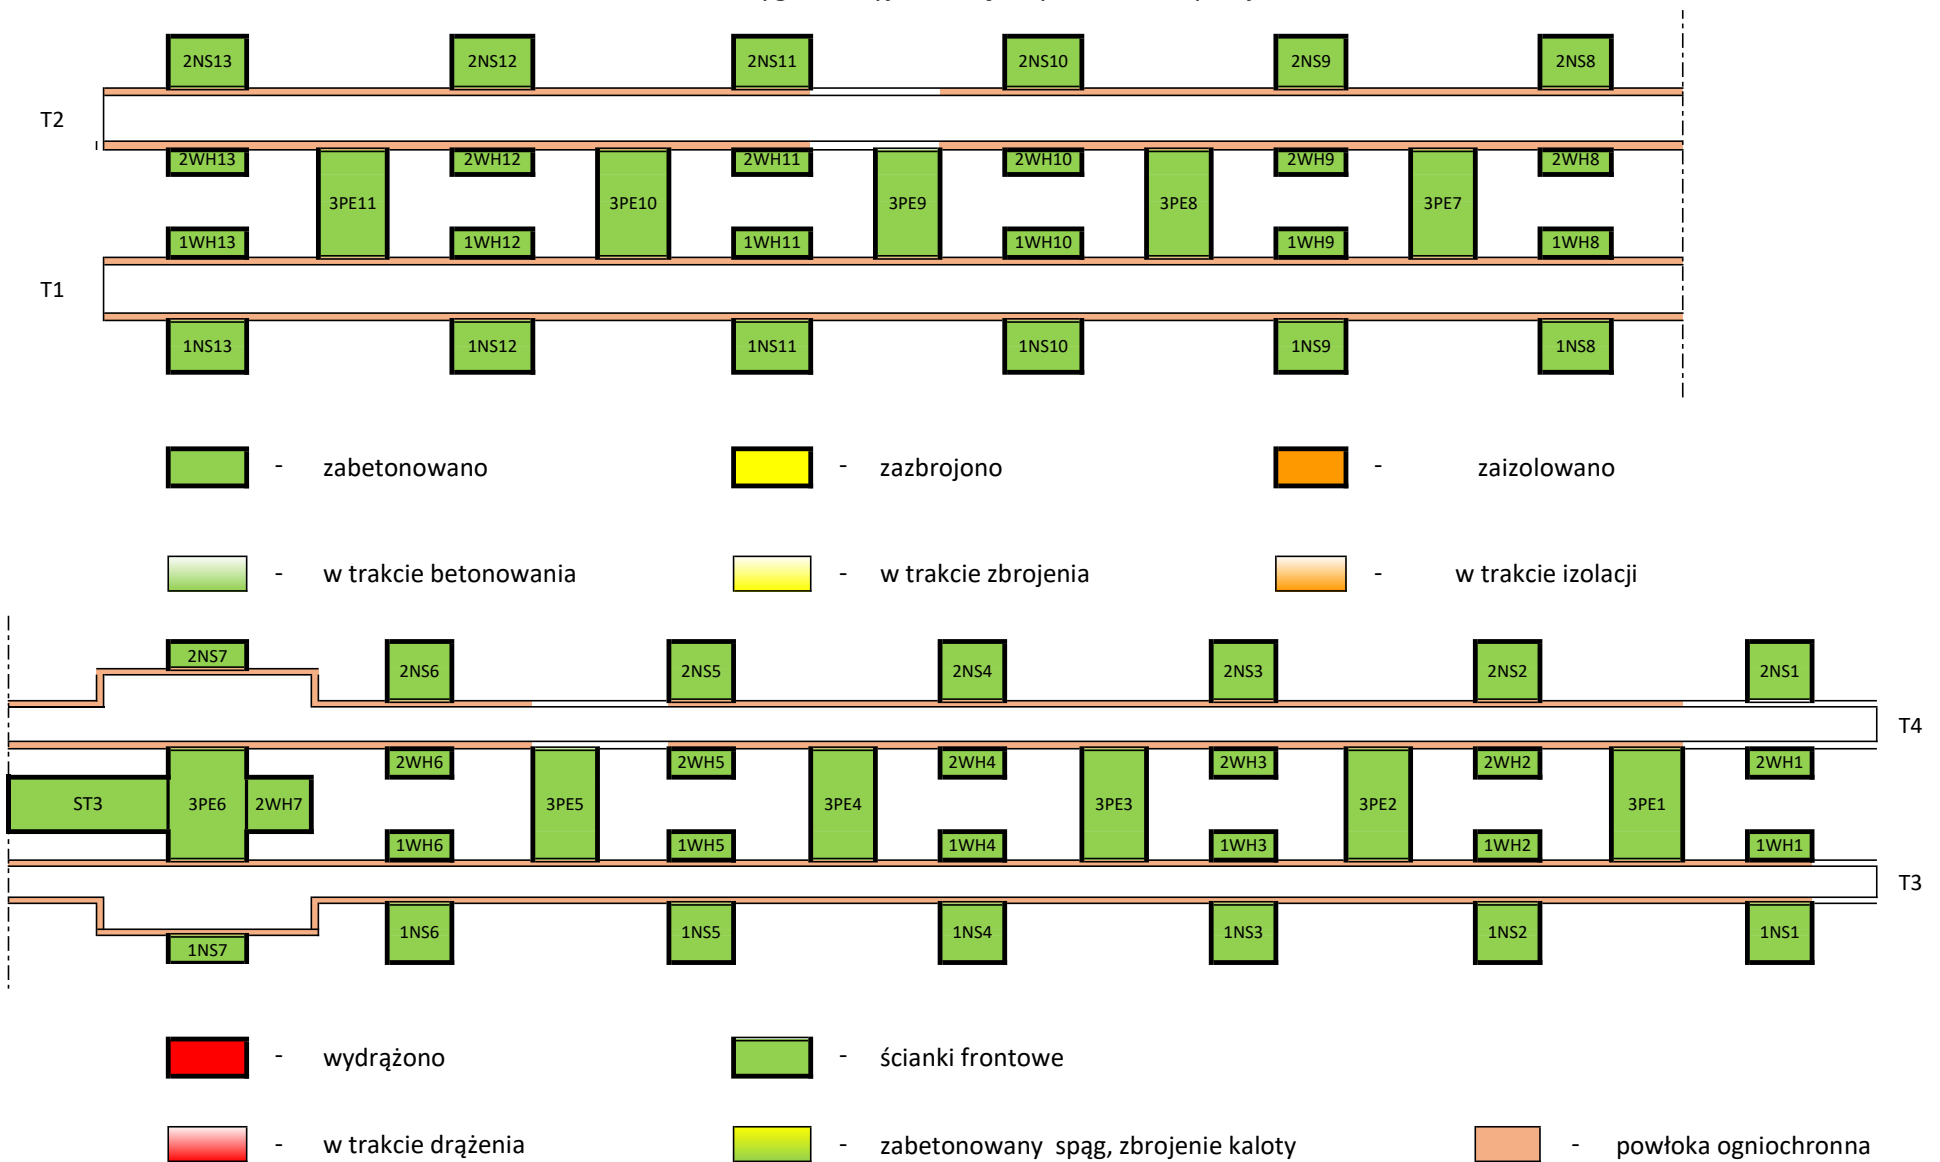 2NS13 2NS12 2NS11 2NS10 2NS9 2NS8
T2
2WH13 2WH12 2WH11 2WH10 2WH9 2WH8
3PE11 3PE10 3PE9 3PE8 3PE7
1WH13 1WH12 1WH11 1WH10 1WH9 1WH8
T1
1NS13 1NS12 1NS11 1NS10 1NS9 1NS8
- zabetonowano - zazbrojono - zaizolowano
- w trakcie betonowania - w trakcie zbrojenia - w trakcie izolacji
2NS7 2NS6 2NS5 2NS4 2NS3 2NS2 2NS1
T4
2WH6 2WH5 2WH4 2WH3 2WH2 2WH1
ST3 3PE6 2WH7 3PE5 3PE4 3PE3 3PE2 3PE1
1WH6 1WH5 1WH4 1WH3 1WH2 1WH1
T3
1NS7 1NS6 1NS5 1NS4 1NS3 1NS2 1NS1
- wydrążono - ścianki frontowe
- w trakcie drążenia - zabetonowany spąg, zbrojenie kaloty - powłoka ogniochronna